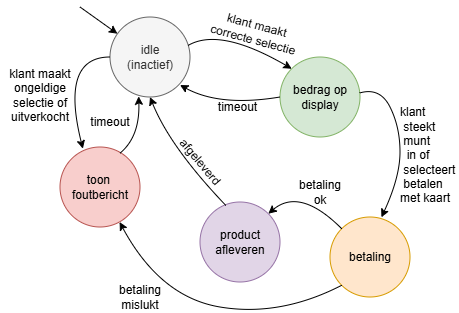 idle
(inactief)
klant maakt
correcte selectie
klant maakt
ongeldige
selectie of
uitverkocht
bedrag op
display
timeout
timeout
klant
steekt
munt
in of
selecteert
betalen
met kaart
afgeleverd
toon
foutbericht
betaling
ok
product
afleveren
betaling
betaling
mislukt